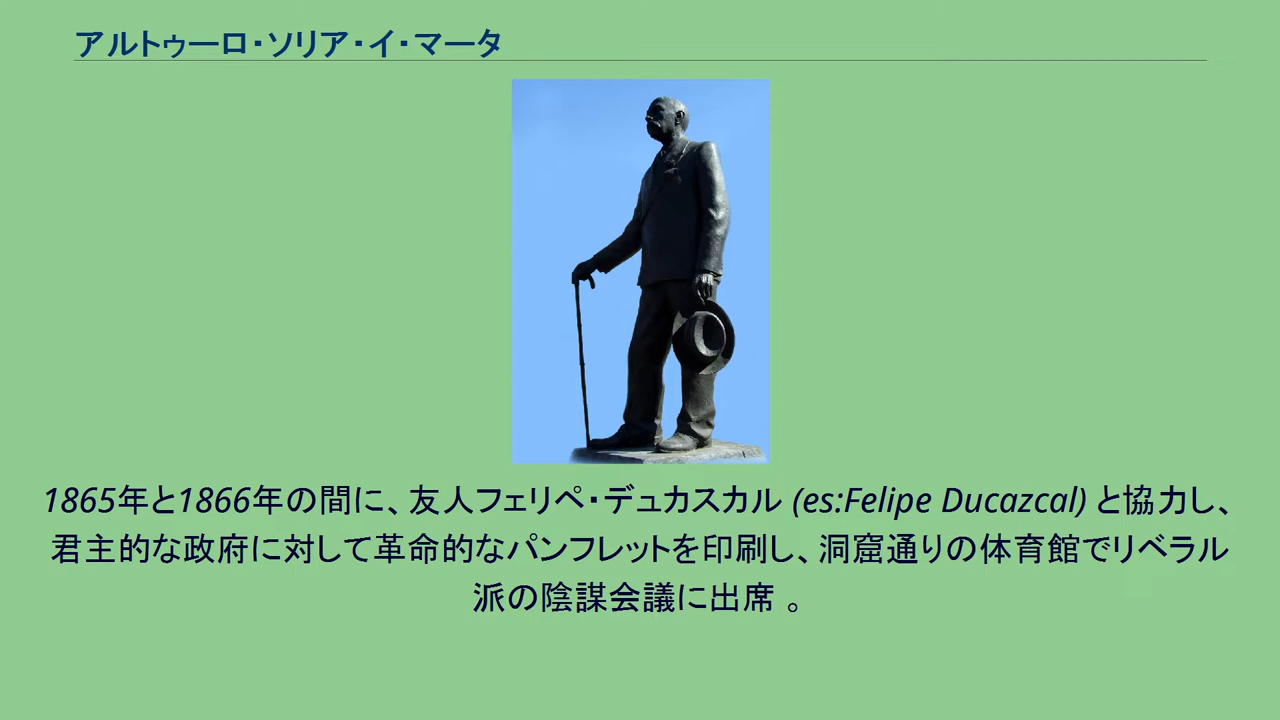 アルトゥーロ・ソリア・イ・マータ
1865年と1866年の間に、友人フェリペ・デュカスカル (es:Felipe Ducazcal) と協力し、
君主的な政府に対して革命的なパンフレットを印刷し、洞窟通りの体育館でリベラル
派の陰謀会議に出席 。